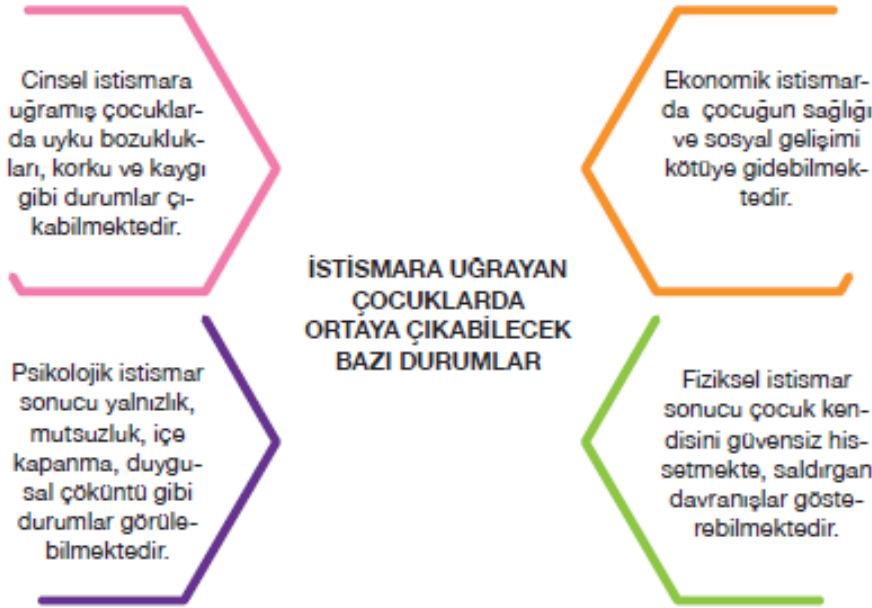 Cinsel istismara
uğramış çocuklar-
da uyku bozukluk-
ları, korku ve kaygı
gibi durumlar çı-
kabilmektedir.
Ekonomik istismar-
da çocuğun sağlığı
ve sosyal gelişimi
kötüye gidebilmek-
tedir.
İSTİSMARA UĞRAYAN
ÇOCUKLARDA
ORTAYA ÇIKABİLECEK
BAZI DURUMLAR
Psikolojik istismar
sonucu yalnızlık,
mutsuzluk, içe
kapanma, duygu-
sal çöküntü gibi
durumlar görüle-
bilmektedir.
Fiziksel istismar
sonucu çocuk ken-
disini güvensiz his-
setmekte, saldırgan
davranışlar göste-
rebilmektedir.